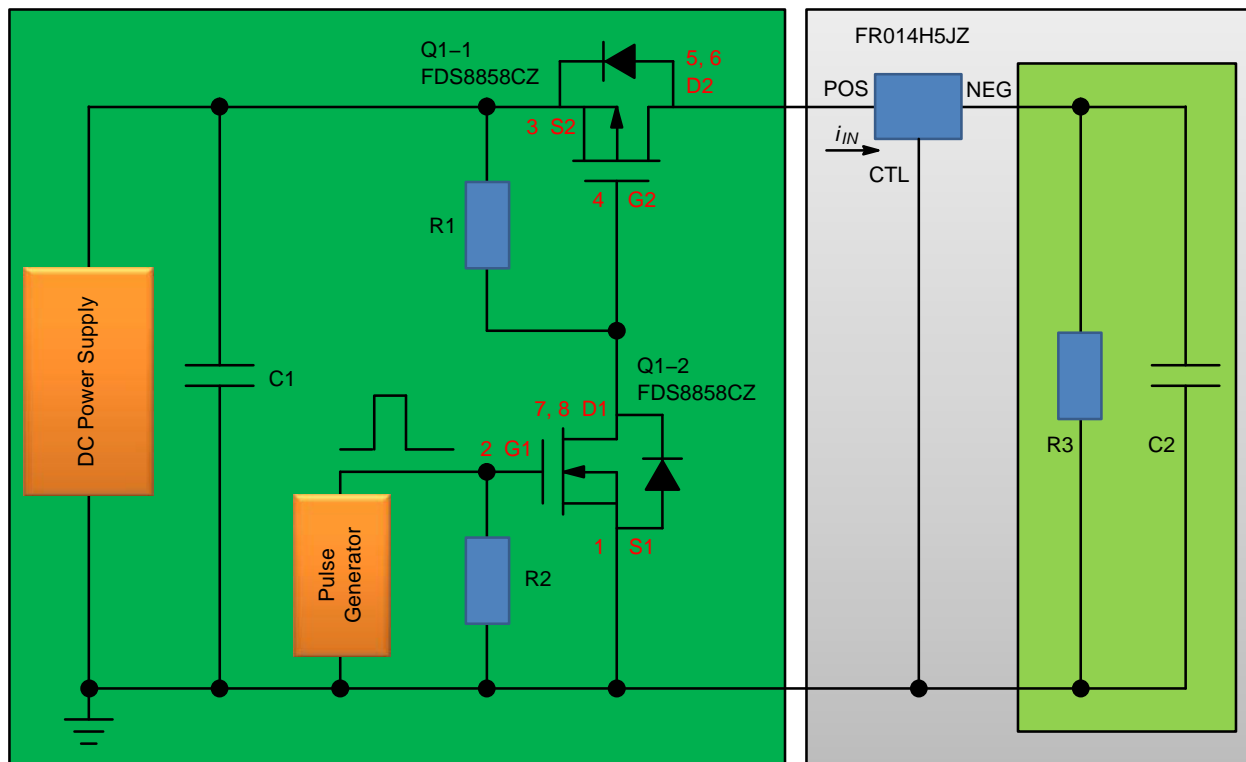 Q1–1
FDS8858CZ
5, 6
D2
3 S2
4 G2
R1
DC Power Supply
C1
Q1–2
FDS8858CZ
7, 8 D1
2 G1
1 S1
Pulse
Generator
R2
FR014H5JZ
POS
NEG
iIN
CTL
R3
C2